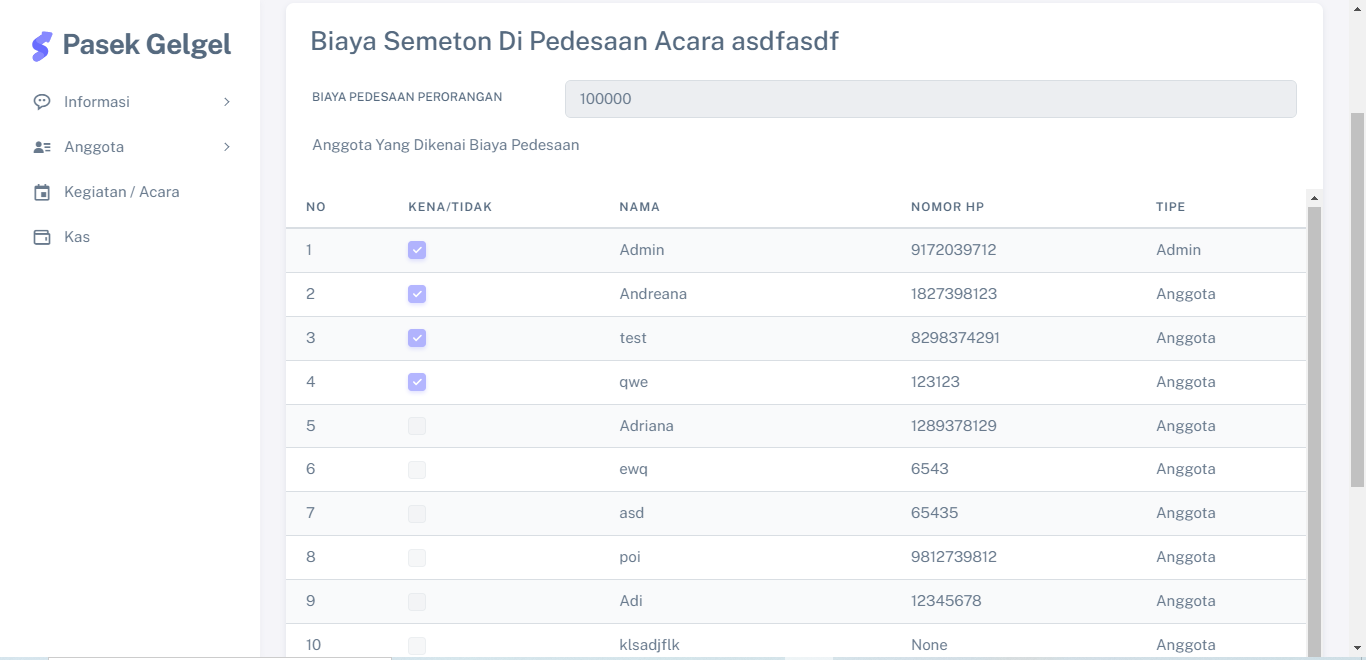 Pasek Gelgel
Informasi
Anggota
Kegiatan / Acara
Kas
Biaya Semeton Di Pedesaan Acara asdfasdf
BIAYA PEDESAAN PERORANGAN 100000
Anggota Yang Dikenai Biaya Pedesaan
NO KENA/TIDAK NAMA NOMOR HP TIPE
1 Admin 9172039712 Admin
2 Andreana 1827398123 Anggota
3 test 8298374291 Anggota
4 qwe 123123 Anggota
5 Adriana 1289378129 Anggota
6 ewq 6543 Anggota
7 asd 65435 Anggota
8 poi 9812739812 Anggota
9 Adi 12345678 Anggota
10 klsadjflk None Anggota